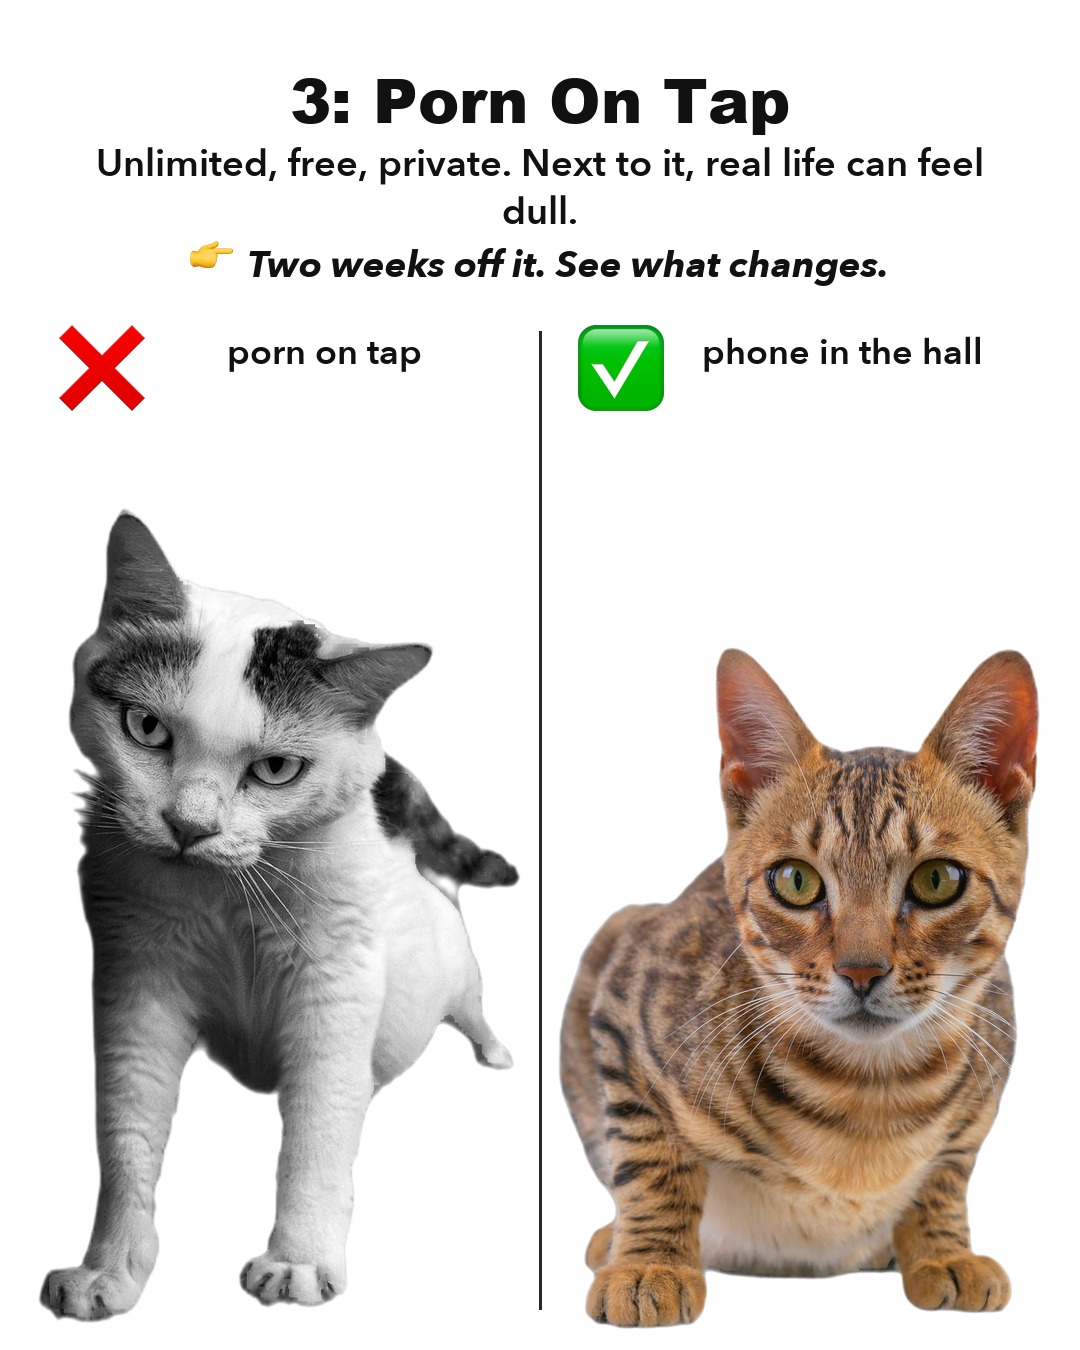 3: Porn On Tap
Unlimited, free, private. Next to it, real life can feel
dull.
👉 Two weeks off it. See what changes.
❌ porn on tap
✅ phone in the hall